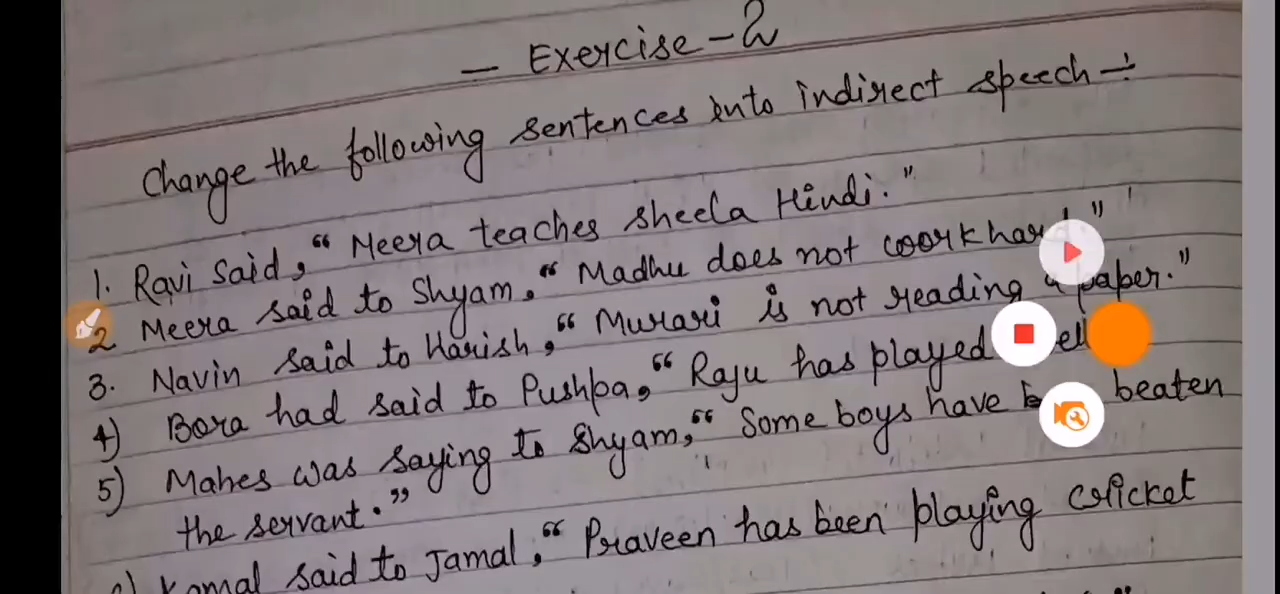 — Exercise-2
Change the following sentences into indirect speech÷
1. Ravi said, “ Meera teaches sheela Hindi.”
2 Meera said to Shyam, “ Madhu does not work hard ”
3. Navin said to Harish, “ Murari is not reading a paper.”
4) Bora had said to Pushpa, “ Raju has played
5) Mahes was saying to Shyam, “ Some boys have beaten
the servant.”
Kamal said to Jamal, “ Praveen has been playing cricket